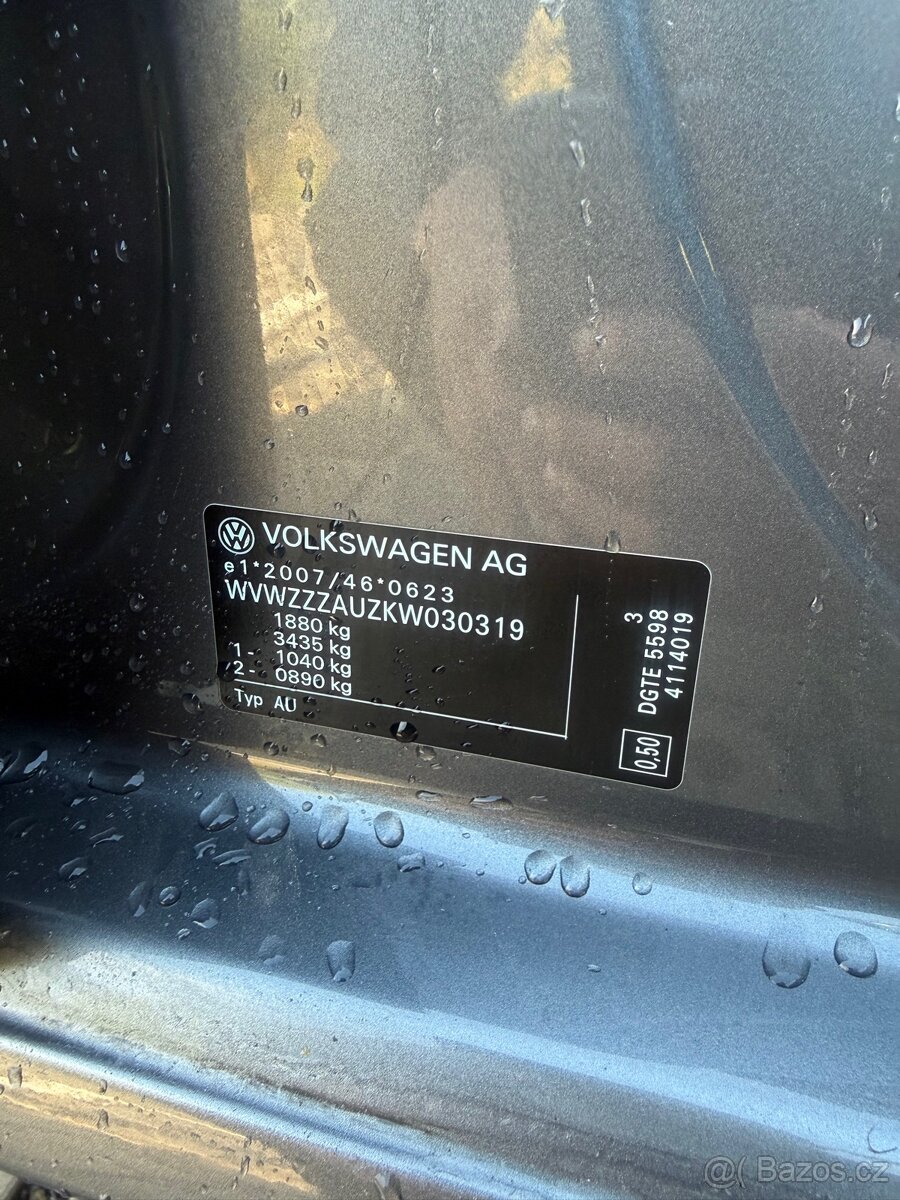 VOLKSWAGEN AG
e1*2007/46*0623
WVWZZZAUZKW030319
1880 kg
3435 kg
1- 1040 kg
2- 0890 kg
Typ AU
3
DGTE 5598
4114019
0,50
@( Bazos.cz